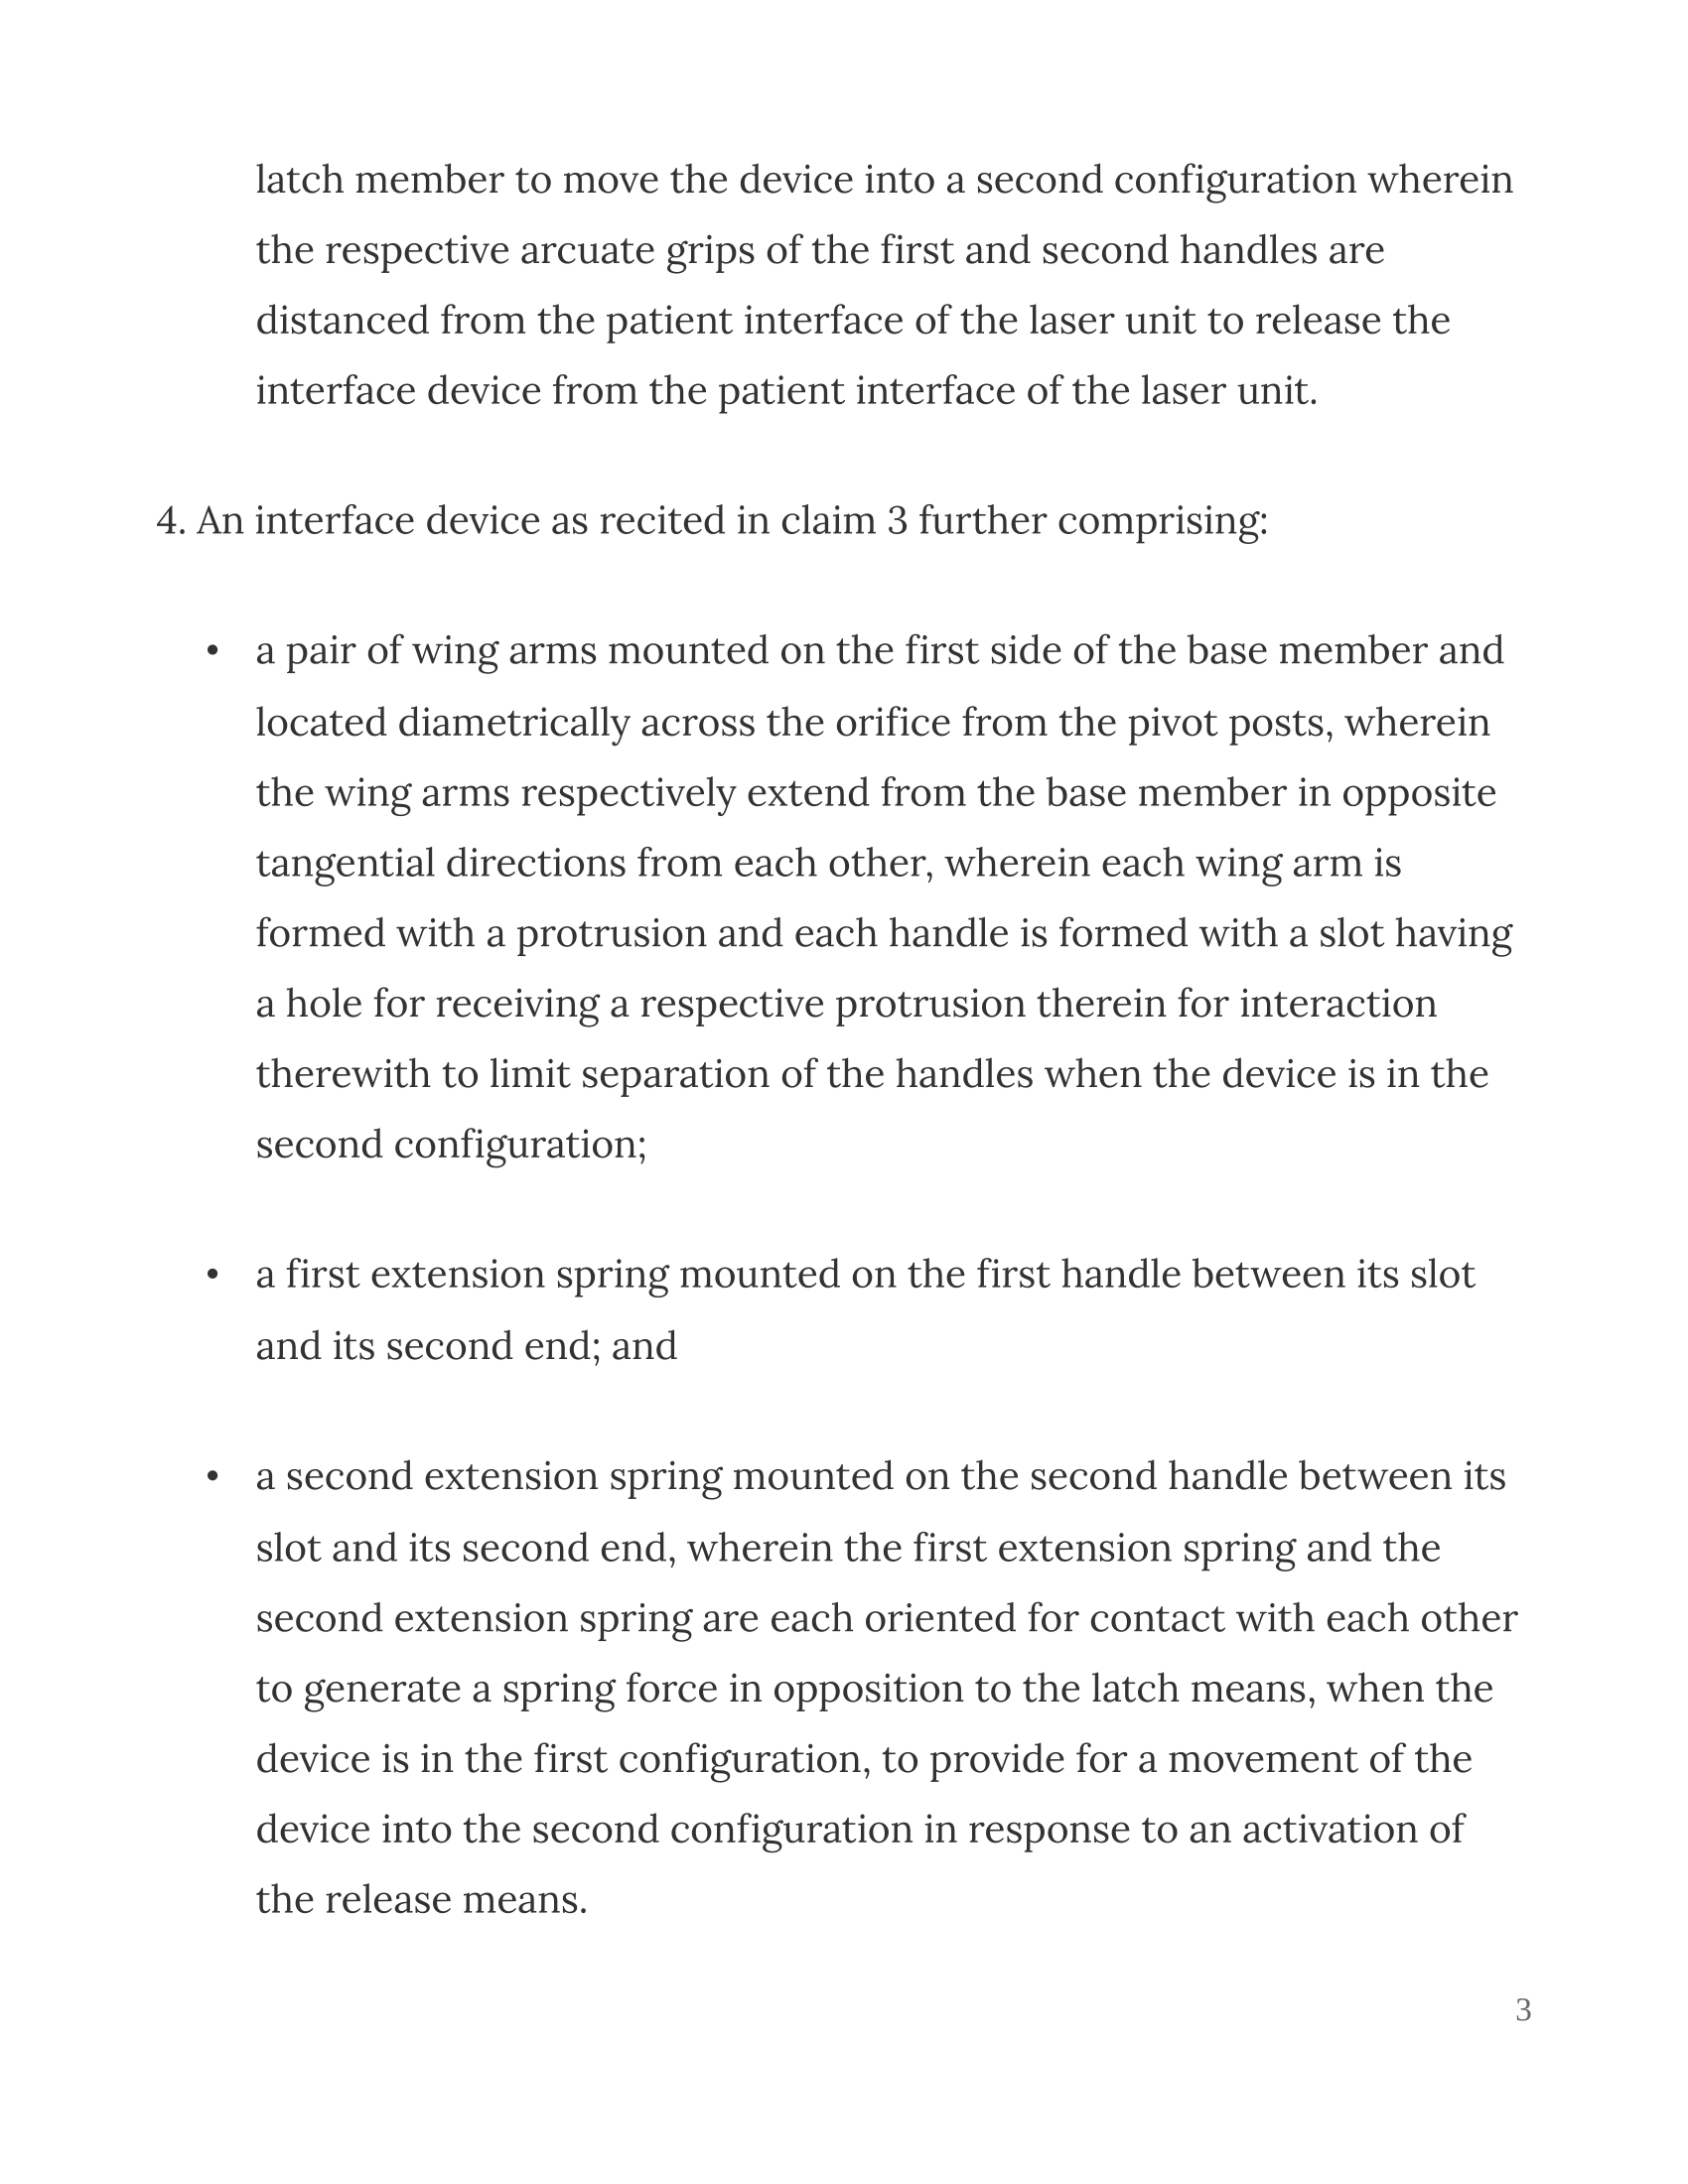 latch member to move the device into a second configuration wherein
the respective arcuate grips of the first and second handles are
distanced from the patient interface of the laser unit to release the
interface device from the patient interface of the laser unit.
4. An interface device as recited in claim 3 further comprising:
• a pair of wing arms mounted on the first side of the base member and
located diametrically across the orifice from the pivot posts, wherein
the wing arms respectively extend from the base member in opposite
tangential directions from each other, wherein each wing arm is
formed with a protrusion and each handle is formed with a slot having
a hole for receiving a respective protrusion therein for interaction
therewith to limit separation of the handles when the device is in the
second configuration;
• a first extension spring mounted on the first handle between its slot
and its second end; and
• a second extension spring mounted on the second handle between its
slot and its second end, wherein the first extension spring and the
second extension spring are each oriented for contact with each other
to generate a spring force in opposition to the latch means, when the
device is in the first configuration, to provide for a movement of the
device into the second configuration in response to an activation of
the release means.
3